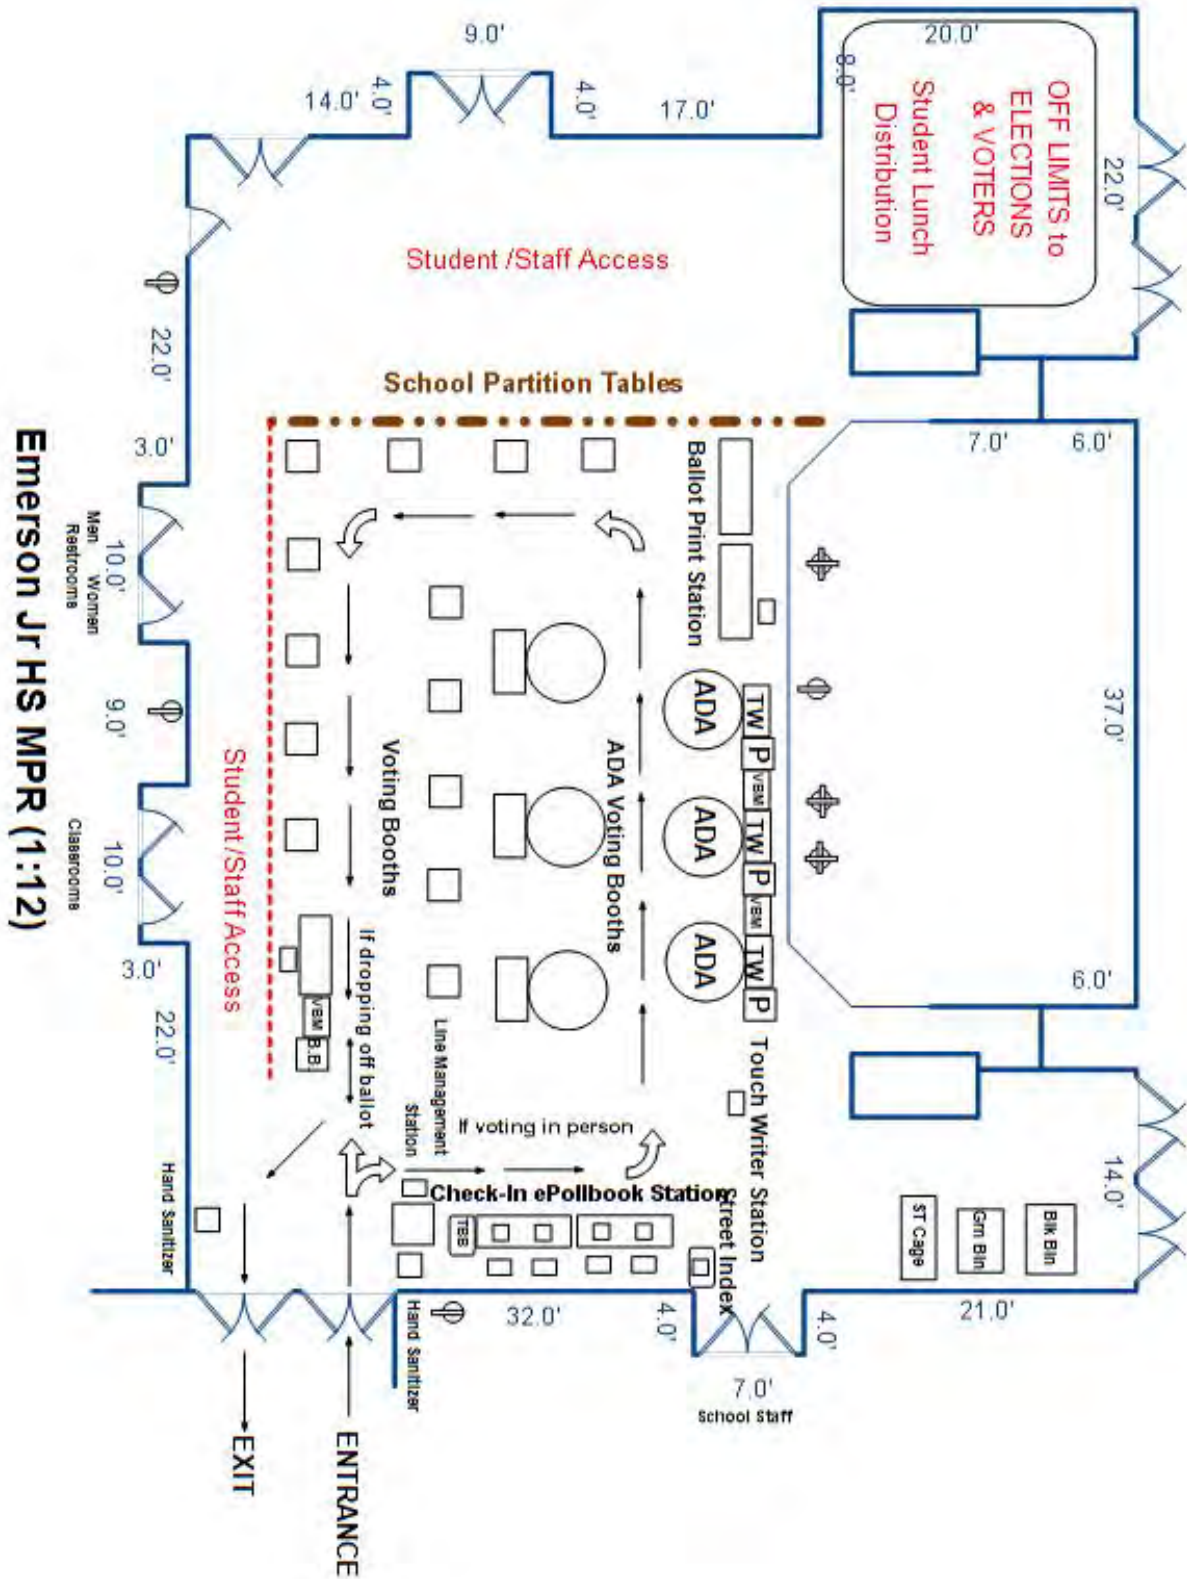 9.0'
20.0'
8.0'
14.0'
4.0'
4.0'
17.0'
OFF LIMITS to
ELECTIONS
& VOTERS
Student Lunch
Distribution
22.0'
Student /Staff Access
22.0'
School Partition Tables
3.0'
7.0'
6.0'
Ballot Print Station
Men Women
Restrooms
10.0'
9.0'
Classrooms
10.0'
3.0'
22.0'
Emerson Jr HS MPR (1:12)
Student /Staff Access
Voting Booths
ADA Voting Booths
ADA
TW
P
VBM
ADA
TW
P
VBM
ADA
TW
P
37.0'
6.0'
If dropping off ballot
VBM
B.B.
Line Management
Station
If voting in person
Touch Writer Station
Check-In ePollbook Station
Street Index
TBB
ST Cage
Grn Bin
Blk Bin
14.0'
Hand Sanitizer
Hand Sanitizer
32.0'
4.0'
4.0'
21.0'
7.0'
School Staff
EXIT
ENTRANCE